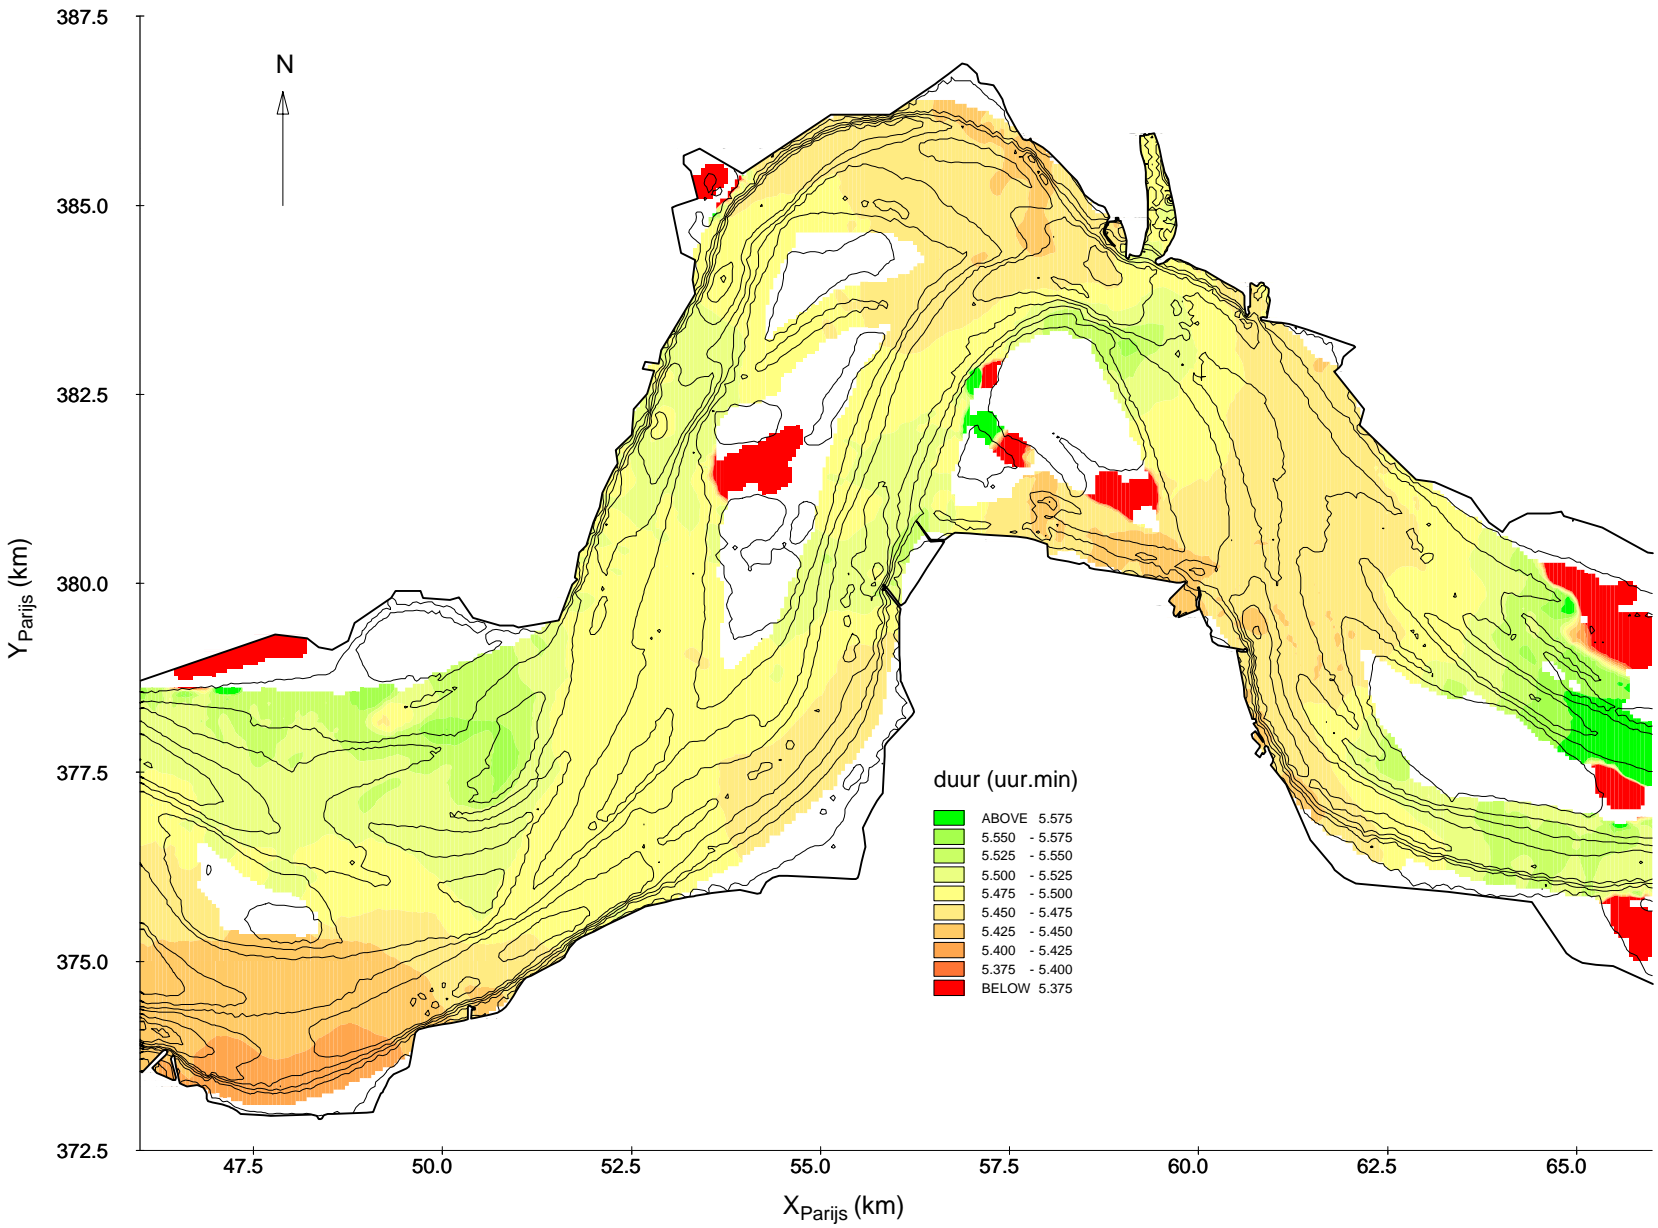 387.5
N
385.0
382.5
380.0
377.5
375.0
372.5
Y Parijs (km)
duur (uur.min)
ABOVE 5.575
5.550 - 5.575
5.525 - 5.550
5.500 - 5.525
5.475 - 5.500
5.450 - 5.475
5.425 - 5.450
5.400 - 5.425
5.375 - 5.400
BELOW 5.375
47.5 50.0 52.5 55.0 57.5 60.0 62.5 65.0
X Parijs (km)